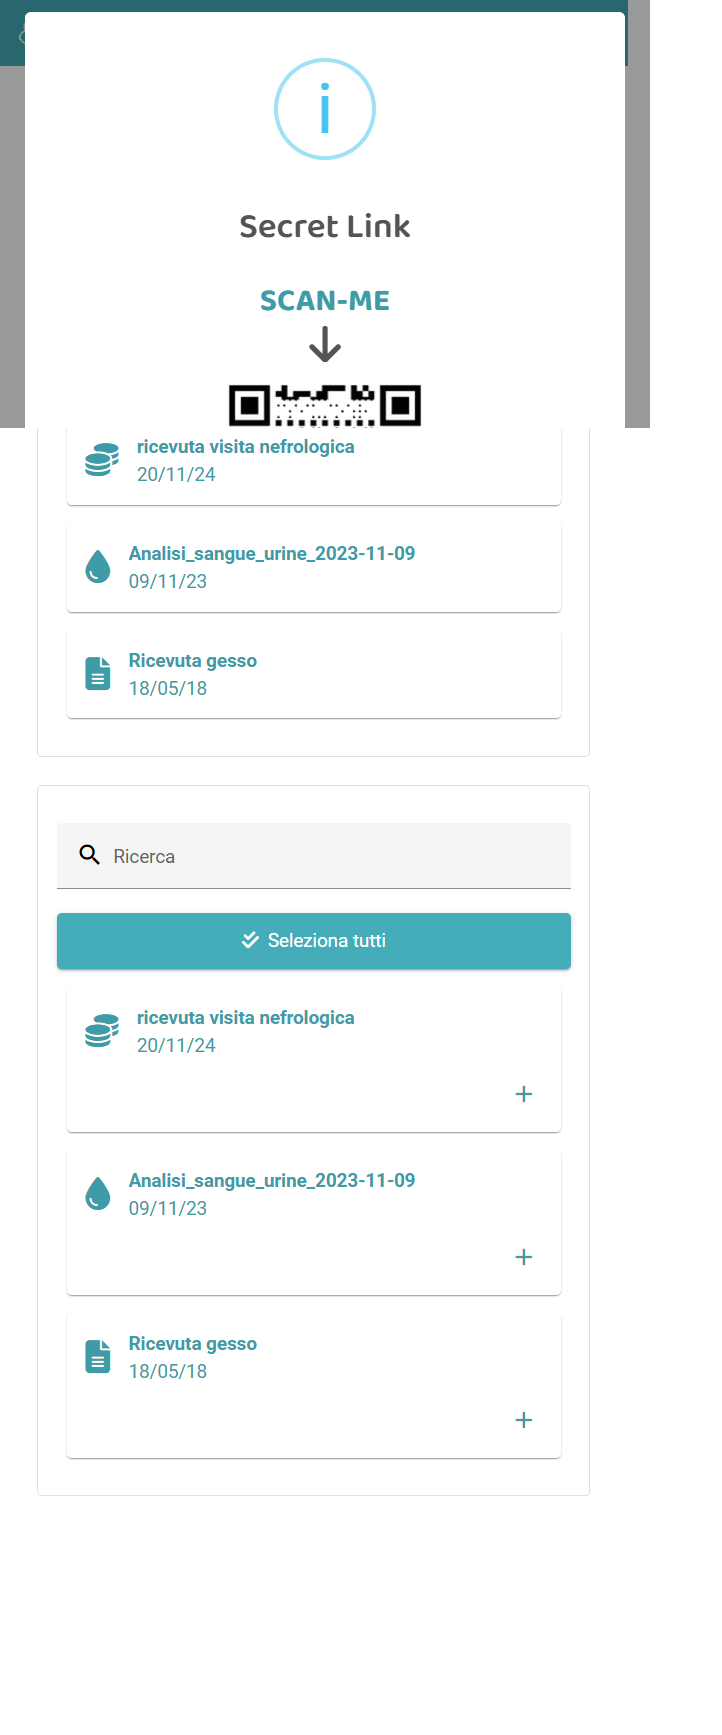 Secret Link
SCAN-ME
ricevuta visita nefrologica
20/11/24
Analisi_sangue_urine_2023-11-09
09/11/23
Ricevuta gesso
18/05/18
Ricerca
Seleziona tutti
ricevuta visita nefrologica
20/11/24
Analisi_sangue_urine_2023-11-09
09/11/23
Ricevuta gesso
18/05/18